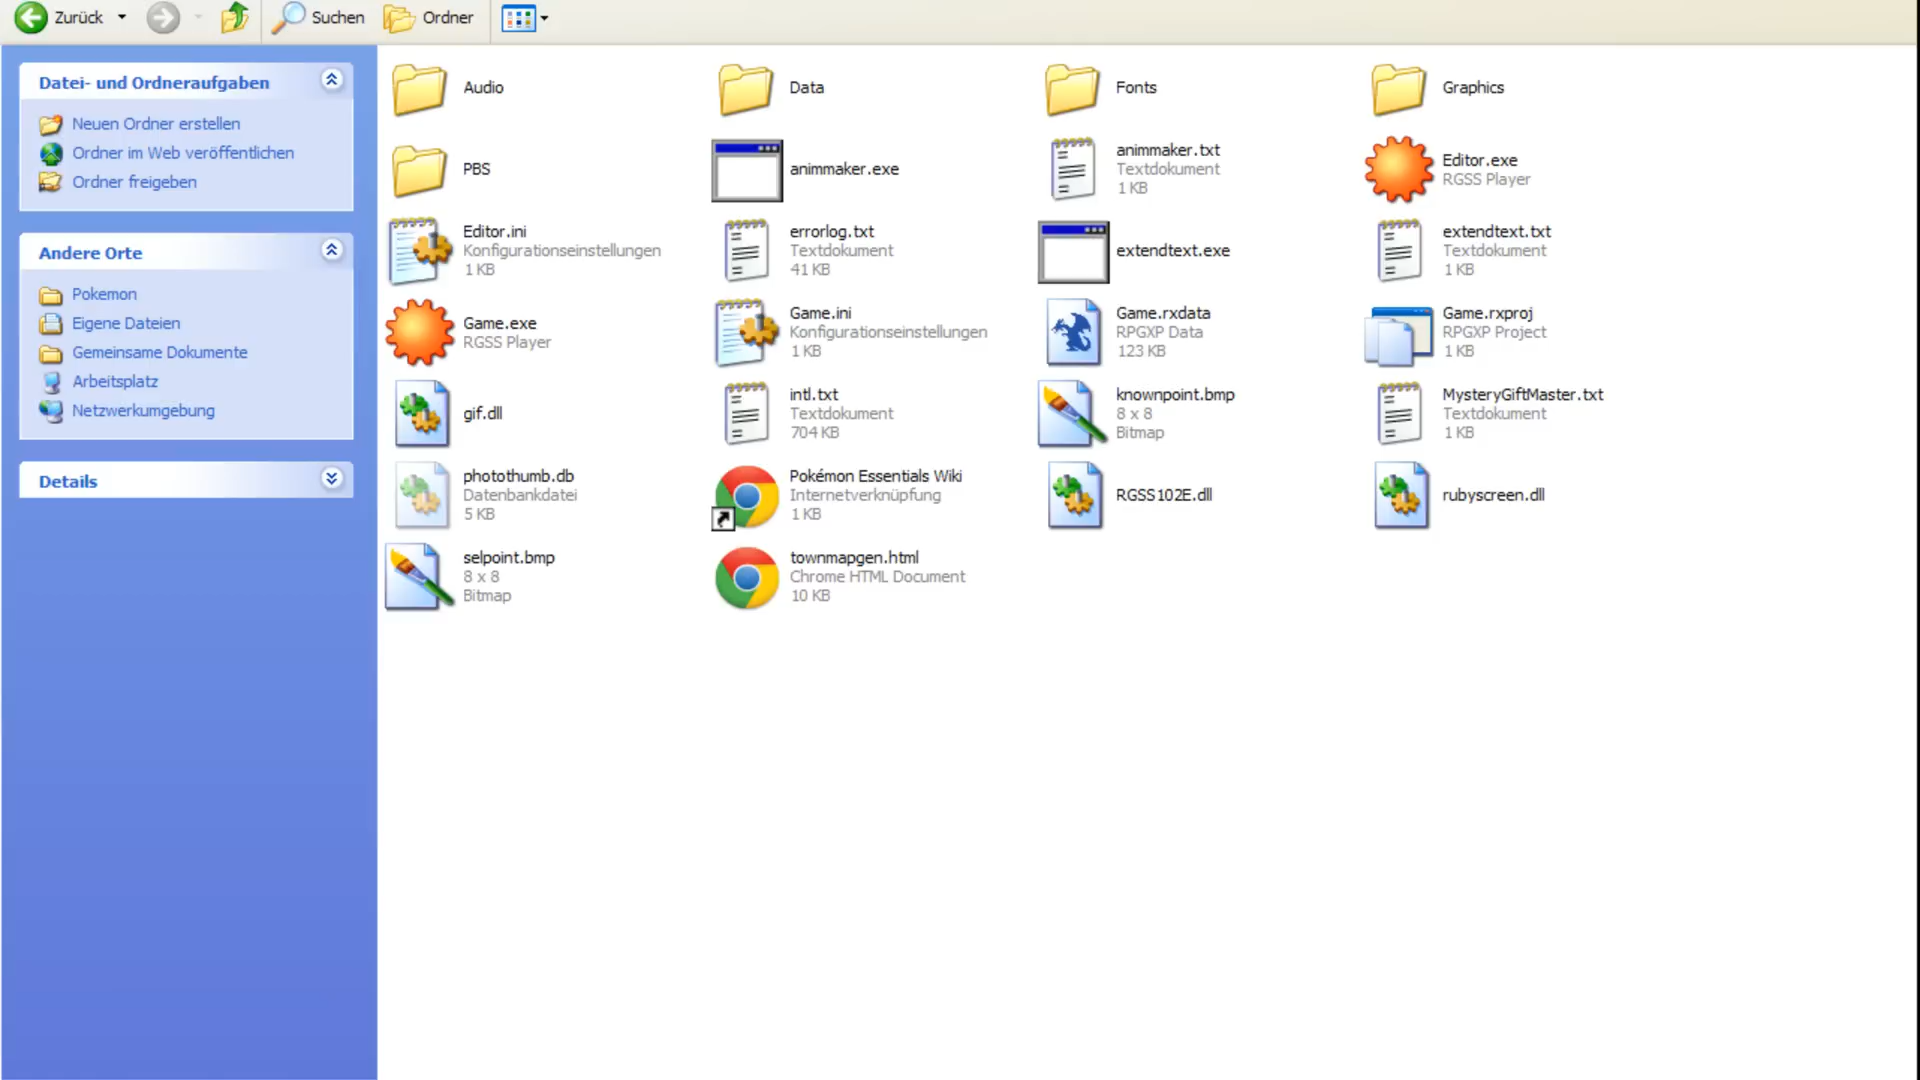 Zurück
Suchen
Ordner
Datei- und Ordneraufgaben
Neuen Ordner erstellen
Ordner im Web veröffentlichen
Ordner freigeben
Andere Orte
Pokemon
Eigene Dateien
Gemeinsame Dokumente
Arbeitsplatz
Netzwerkumgebung
Details
Audio
Data
Fonts
Graphics
PBS
animmaker.exe
animmaker.txt
Textdokument
1 KB
Editor.exe
RGSS Player
Editor.ini
Konfigurationseinstellungen
1 KB
errorlog.txt
Textdokument
41 KB
extendtext.exe
extendtext.txt
Textdokument
1 KB
Game.exe
RGSS Player
Game.ini
Konfigurationseinstellungen
1 KB
Game.rxdata
RPGXP Data
123 KB
Game.rxproj
RPGXP Project
1 KB
gif.dll
intl.txt
Textdokument
704 KB
knownpoint.bmp
8 x 8
Bitmap
MysteryGiftMaster.txt
Textdokument
1 KB
photothumb.db
Datenbankdatei
5 KB
Pokémon Essentials Wiki
Internetverknüpfung
1 KB
RGSS102E.dll
rubyscreen.dll
selpoint.bmp
8 x 8
Bitmap
townmapgen.html
Chrome HTML Document
10 KB